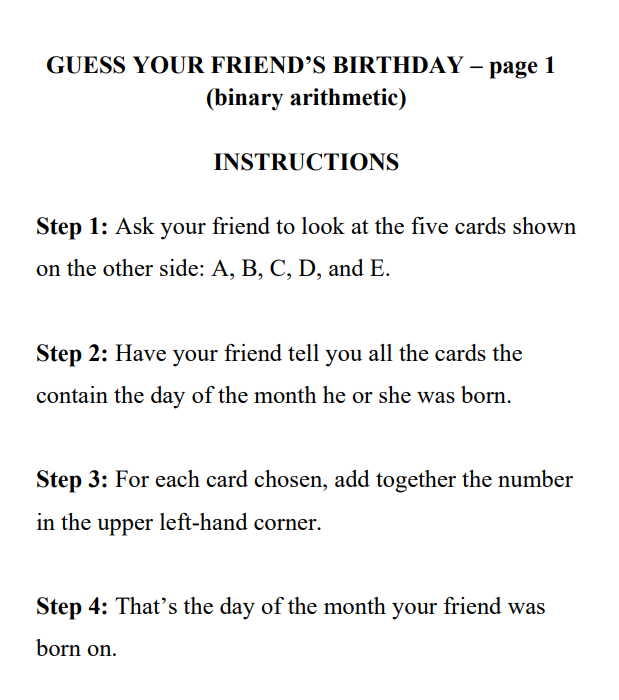 GUESS YOUR FRIEND’S BIRTHDAY – page 1
(binary arithmetic)
INSTRUCTIONS
Step 1: Ask your friend to look at the five cards shown
on the other side: A, B, C, D, and E.
Step 2: Have your friend tell you all the cards the
contain the day of the month he or she was born.
Step 3: For each card chosen, add together the number
in the upper left-hand corner.
Step 4: That’s the day of the month your friend was
born on.